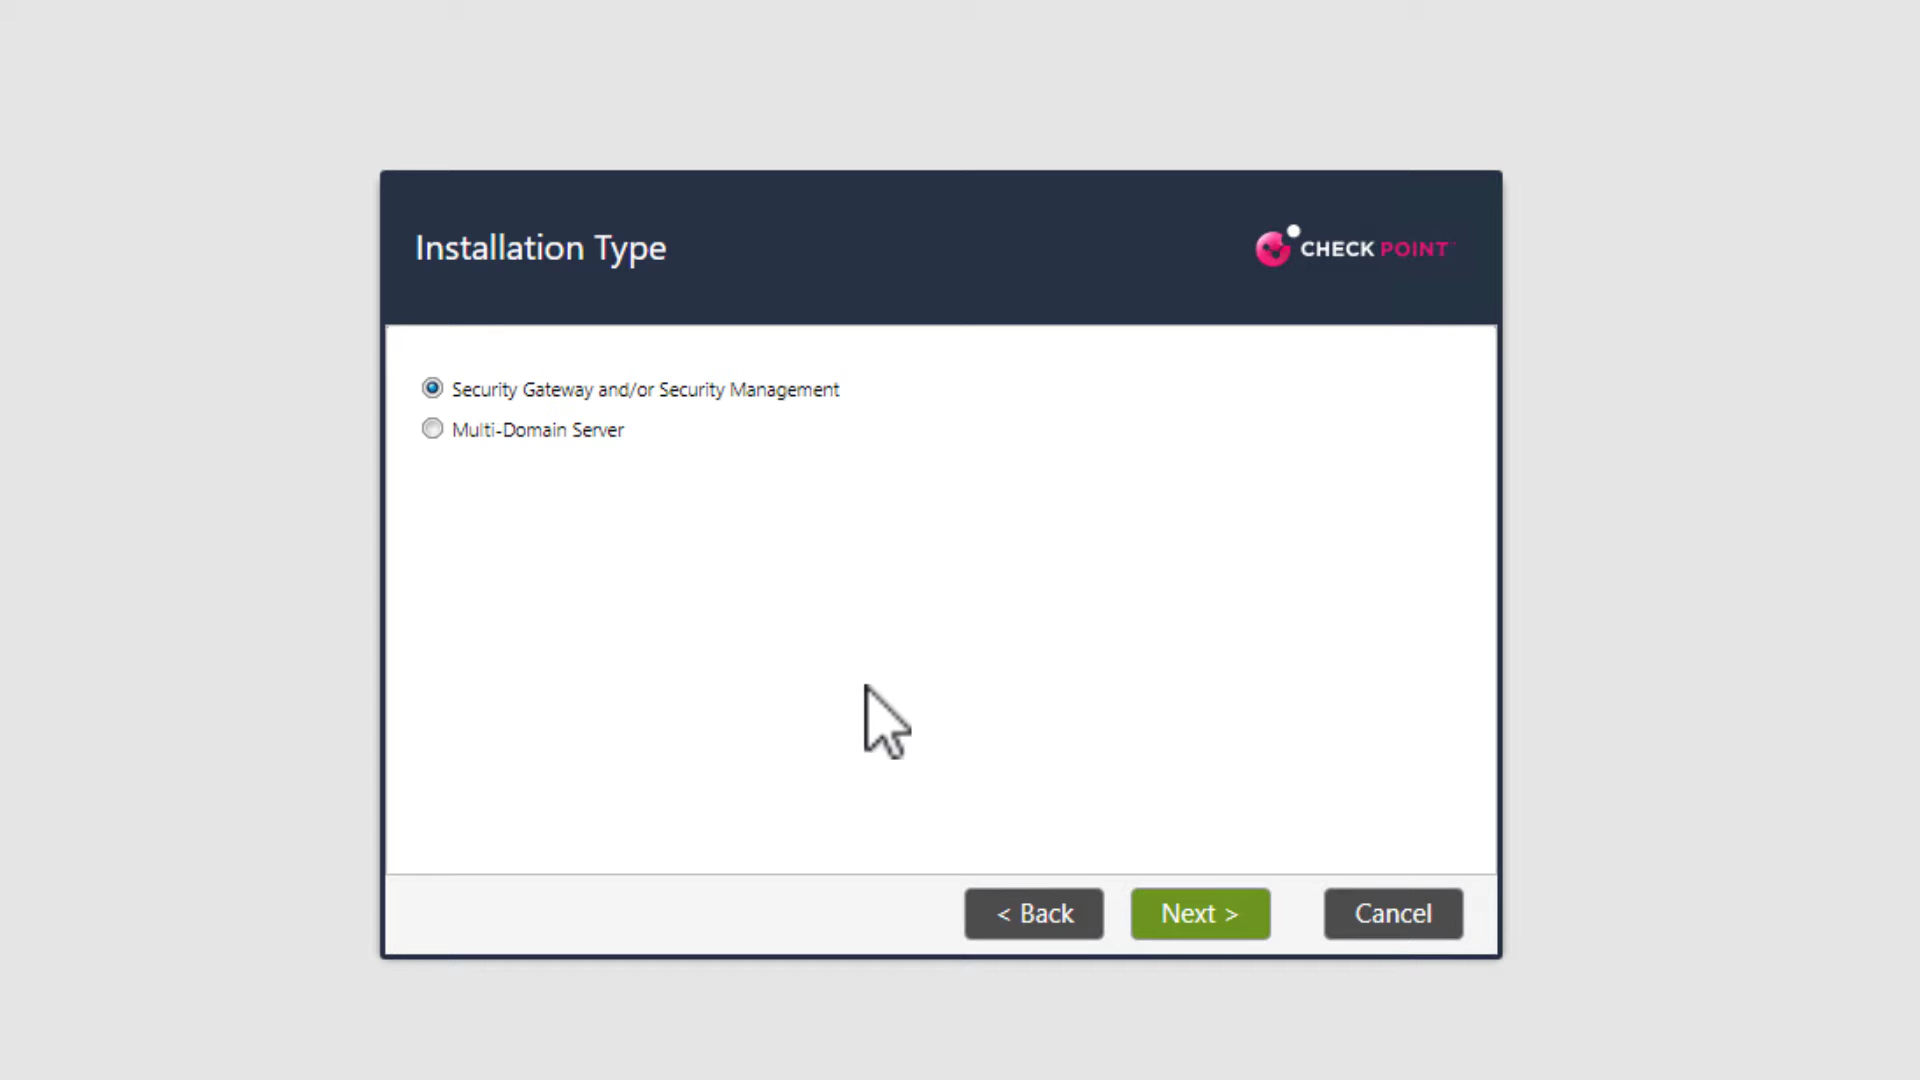 Installation Type
CHECK POINT
Security Gateway and/or Security Management
Multi-Domain Server
< Back
Next >
Cancel